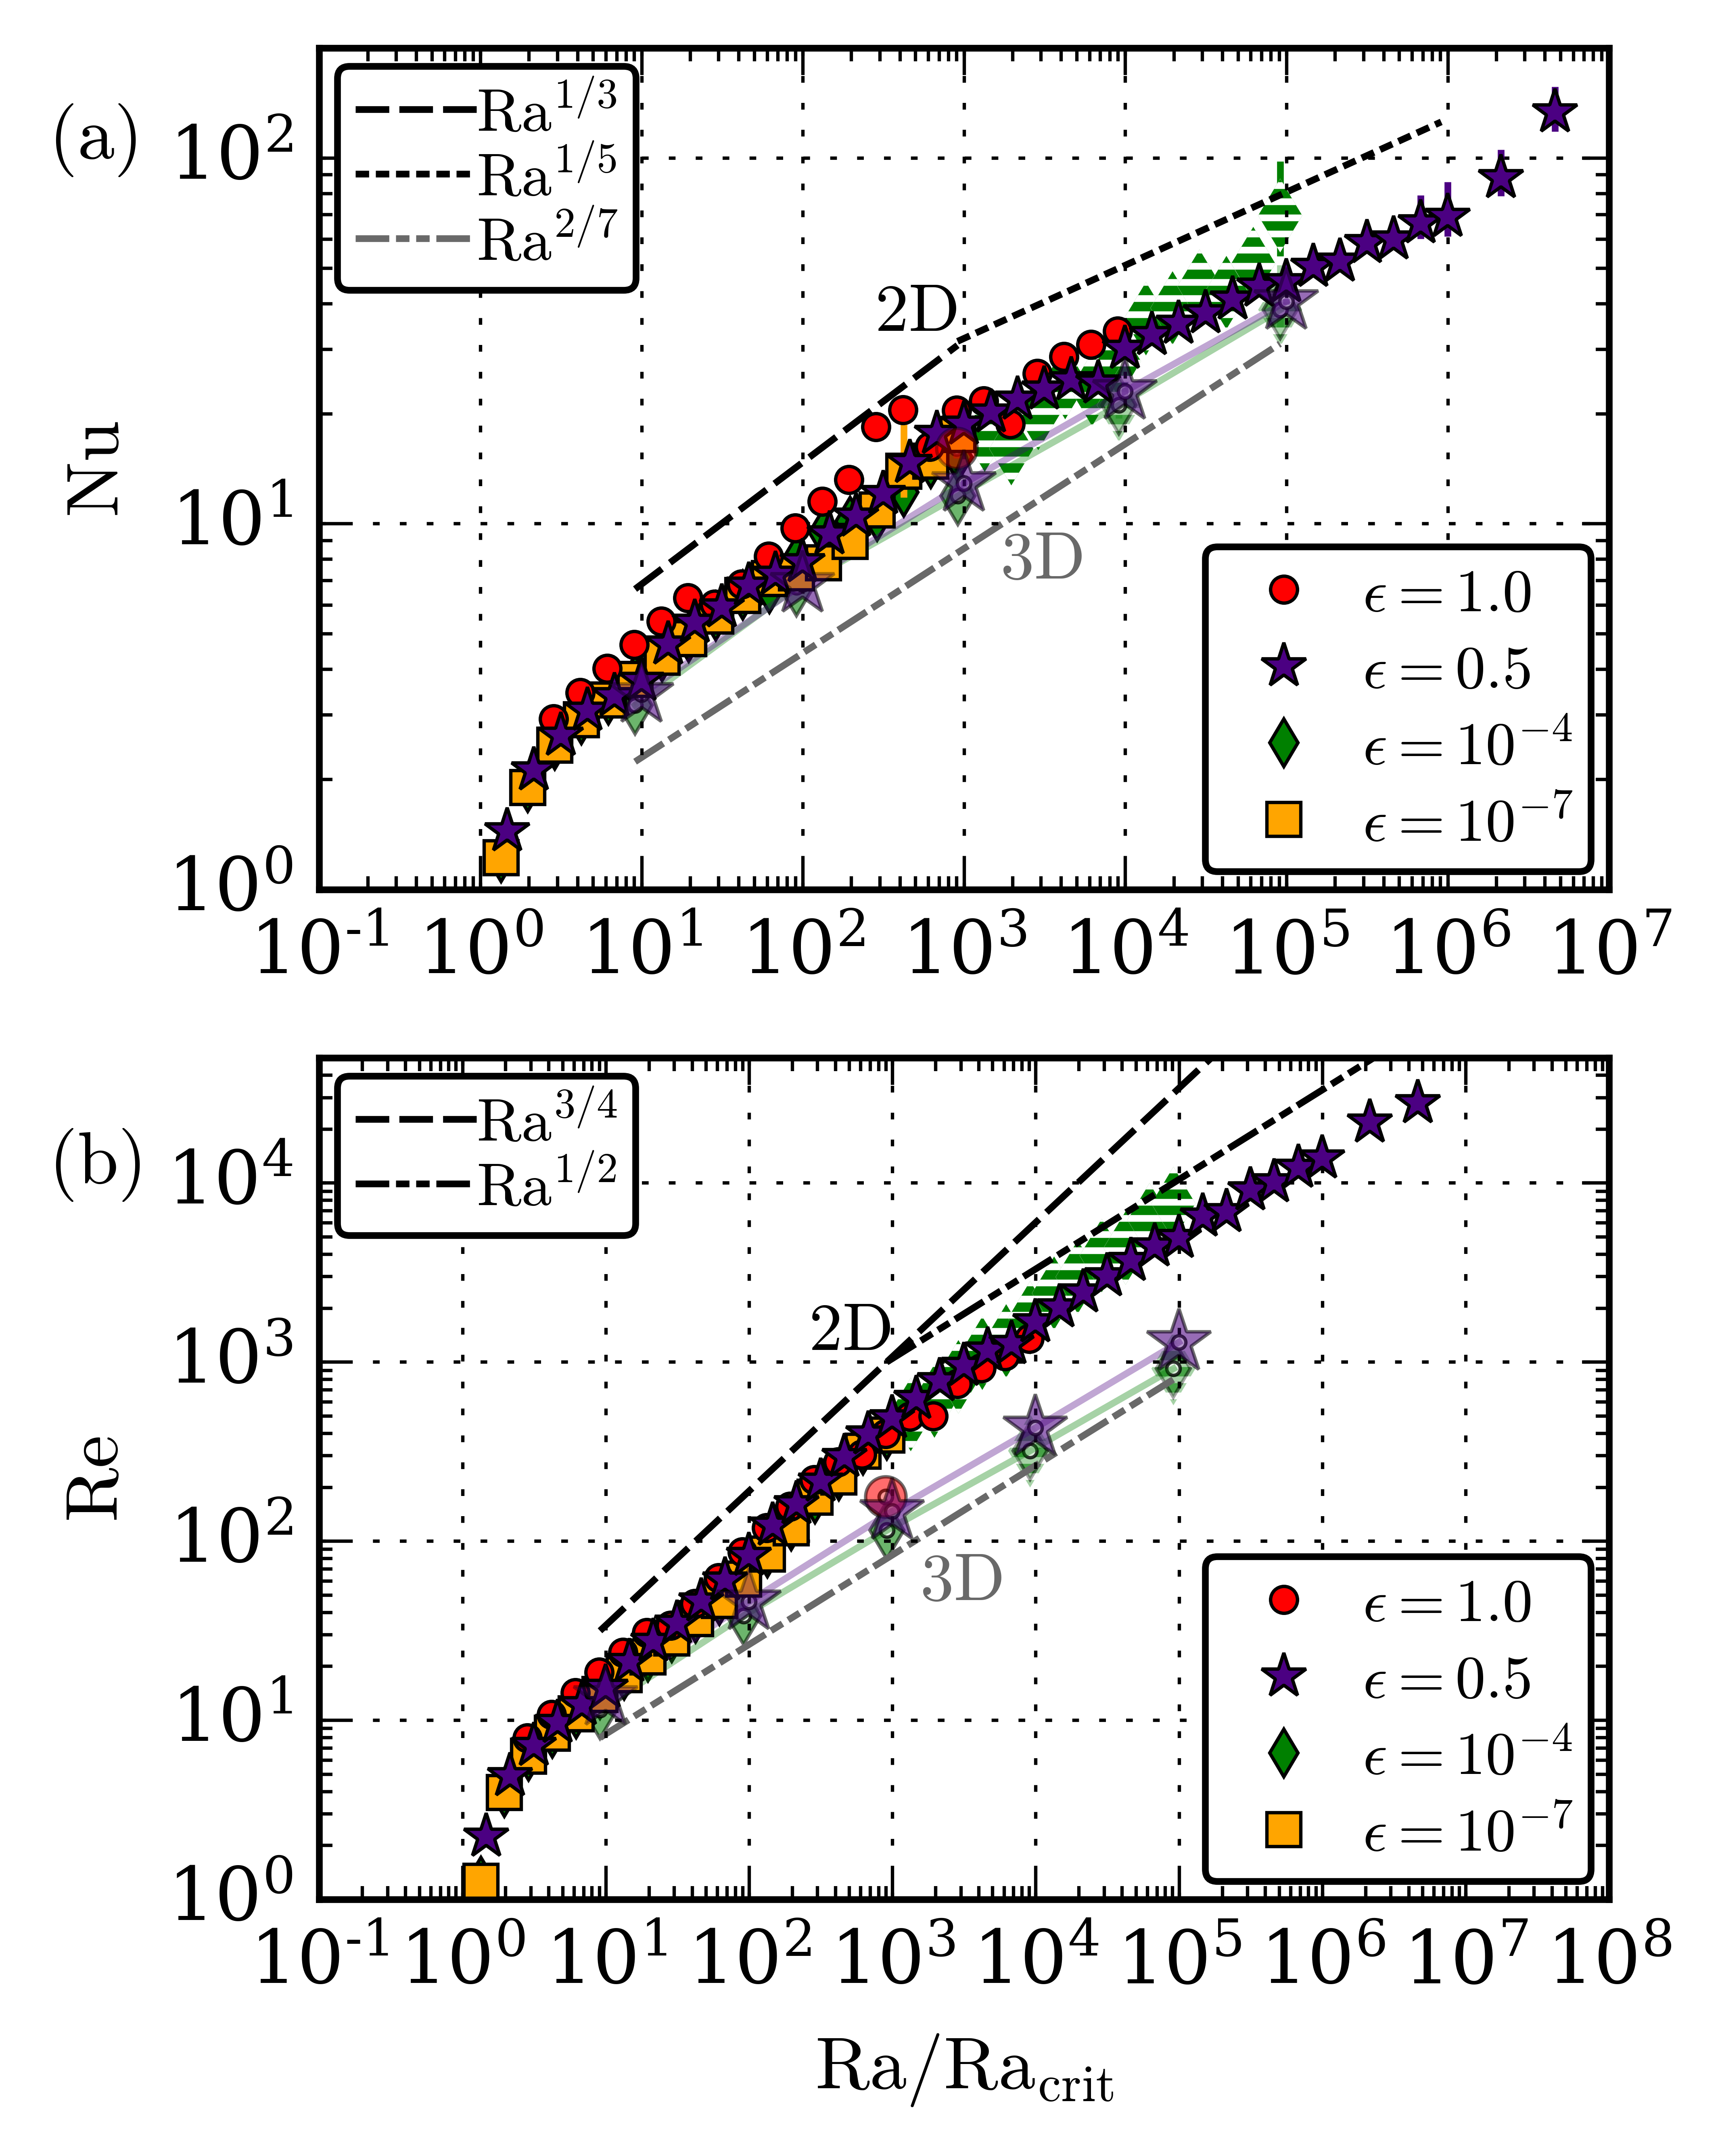 (a)
Nu
10^2
10^1
10^0
Ra^{1/3}
Ra^{1/5}
Ra^{2/7}
2D
3D
ϵ = 1.0
ϵ = 0.5
ϵ = 10^{−4}
ϵ = 10^{−7}
10^{-1} 10^0 10^1 10^2 10^3 10^4 10^5 10^6 10^7
(b)
Re
10^4
10^3
10^2
10^1
10^0
Ra^{3/4}
Ra^{1/2}
2D
3D
ϵ = 1.0
ϵ = 0.5
ϵ = 10^{−4}
ϵ = 10^{−7}
10^{-1} 10^0 10^1 10^2 10^3 10^4 10^5 10^6 10^7 10^8
Ra/Ra_{crit}